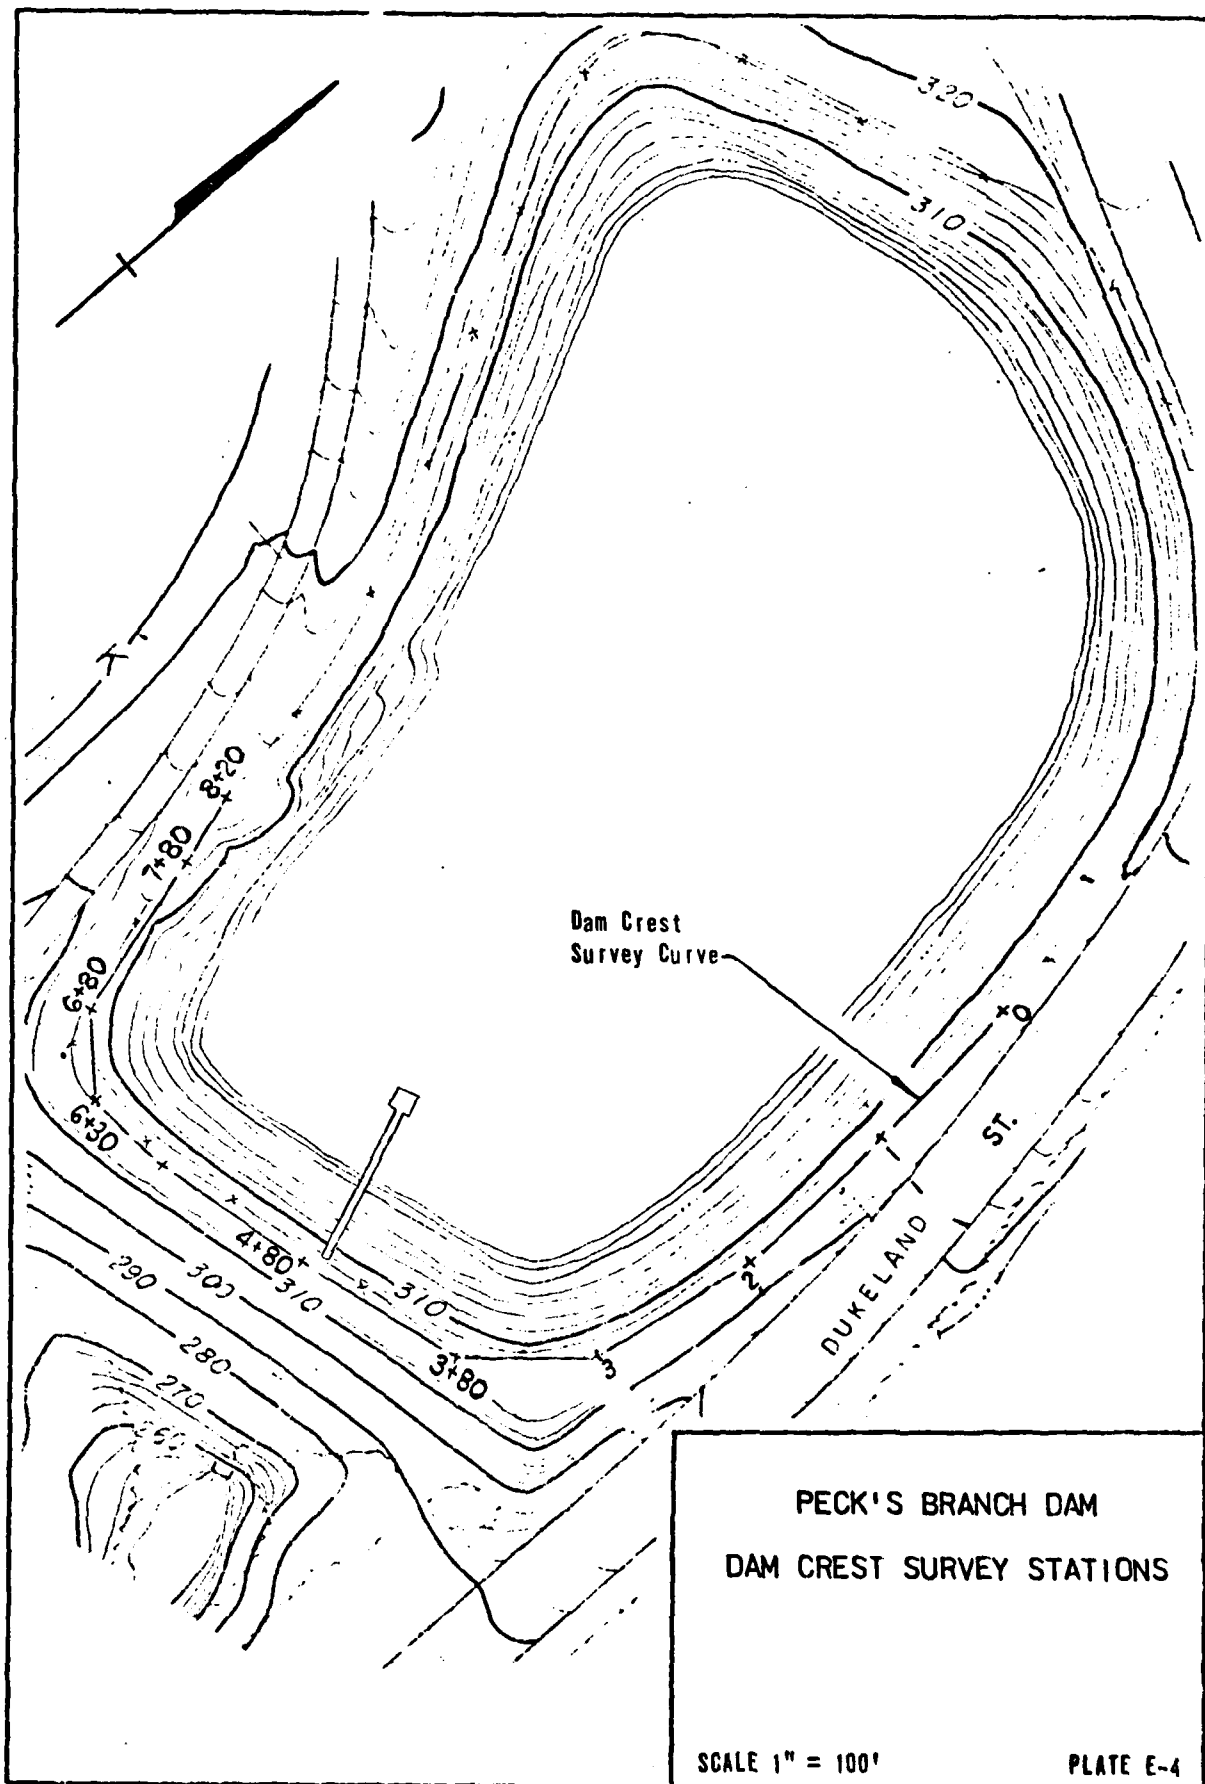 320
310
8+20
7+80
Dam Crest
Survey Curve
6+80
0
6+30
ST.
1
DUKELAND
4+80
2
290
300
310
310
3
3+80
280
270
260
PECK'S BRANCH DAM
DAM CREST SURVEY STATIONS
SCALE 1" = 100'
PLATE E-4